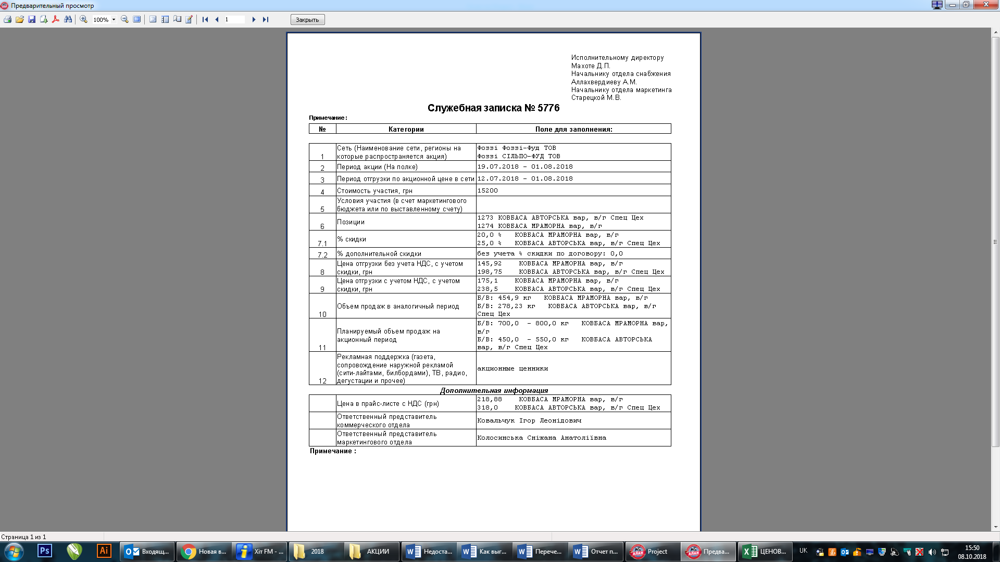 Предварительный просмотр
100%
1
Закрыть
Исполнительному директору
Махоте Д.П.
Начальнику отдела снабжения
Аллахвердиеву А.М.
Начальнику отдела маркетинга
Старецкой М.В.
Служебная записка № 5776
Примечание :
№ Категории Поле для заполнения:
1 Сеть (Наименование сети, регионы на которые распространяется акция)
Фоззі Фоззі-Фуд ТОВ
Фоззі СІЛЬПО-ФУД ТОВ
2 Период акции (На полке) 19.07.2018 - 01.08.2018
3 Период отгрузки по акционной цене в сети 12.07.2018 - 01.08.2018
4 Стоимость участия, грн 15200
5 Условия участия (в счет маркетингового
бюджета или по выставленному счету)
6 Позиции
1273 КОВБАСА АВТОРСЬКА вар, в/г Спец Цех
1274 КОВБАСА МРАМОРНА вар, в/г
7.1 % скидки
20,0 % КОВБАСА МРАМОРНА вар, в/г
25,0 % КОВБАСА АВТОРСЬКА вар, в/г Спец Цех
7.2 % дополнительной скидки без учета % скидки по договору: 0,0
8 Цена отгрузки без учета НДС, с учетом
скидки, грн
145,92 КОВБАСА МРАМОРНА вар, в/г
198,75 КОВБАСА АВТОРСЬКА вар, в/г Спец Цех
9 Цена отгрузки с учетом НДС, с учетом
скидки, грн
175,1 КОВБАСА МРАМОРНА вар, в/г
238,5 КОВБАСА АВТОРСЬКА вар, в/г Спец Цех
10 Объем продаж в аналогичный период
Б/В: 454,9 кг КОВБАСА МРАМОРНА вар, в/г
Б/В: 278,23 кг КОВБАСА АВТОРСЬКА вар, в/г
Спец Цех
11 Планируемый объем продаж на
акционный период
Б/В: 700,0 - 800,0 кг КОВБАСА МРАМОРНА вар,
в/г
Б/В: 450,0 - 550,0 кг КОВБАСА АВТОРСЬКА
вар, в/г Спец Цех
12 Рекламная поддержка (газета,
сопровождение наружной рекламой
(сити-лайтами, билбордами), ТВ, радио,
дегустации и прочее)
акционные ценники
Дополнительная информация
Цена в прайс-листе с НДС (грн)
218,88 КОВБАСА МРАМОРНА вар, в/г
318,0 КОВБАСА АВТОРСЬКА вар, в/г Спец Цех
Ответственный представитель
коммерческого отдела
Ковальчук Ігор Леонідович
Ответственный представитель
маркетингового отдела
Колосинська Сніжана Анатоліївна
Примечание :
Страница 1 из 1
Ps
Ai
Входящ...
Новая в...
Хіт FM - ...
2018
АКЦИИ
Недоста...
Как выг...
Перече...
Отчет п...
Project
Предва...
ЦЕНОВ...
UK
15:50
08.10.2018